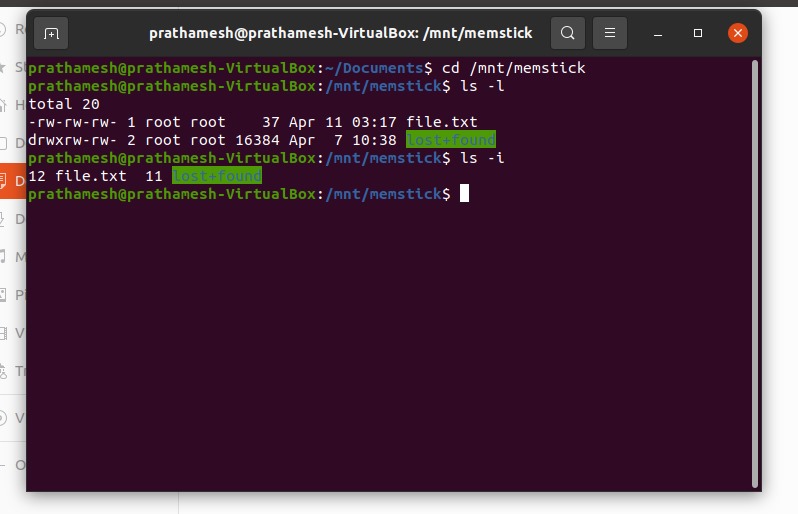 prathamesh@prathamesh-VirtualBox: /mnt/memstick
prathamesh@prathamesh-VirtualBox:~/Documents$ cd /mnt/memstick
prathamesh@prathamesh-VirtualBox:/mnt/memstick$ ls -l
total 20
-rw-rw-rw- 1 root root    37 Apr 11 03:17 file.txt
drwxrw-rw- 2 root root 16384 Apr  7 10:38 lost+found
prathamesh@prathamesh-VirtualBox:/mnt/memstick$ ls -i
12 file.txt  11 lost+found
prathamesh@prathamesh-VirtualBox:/mnt/memstick$